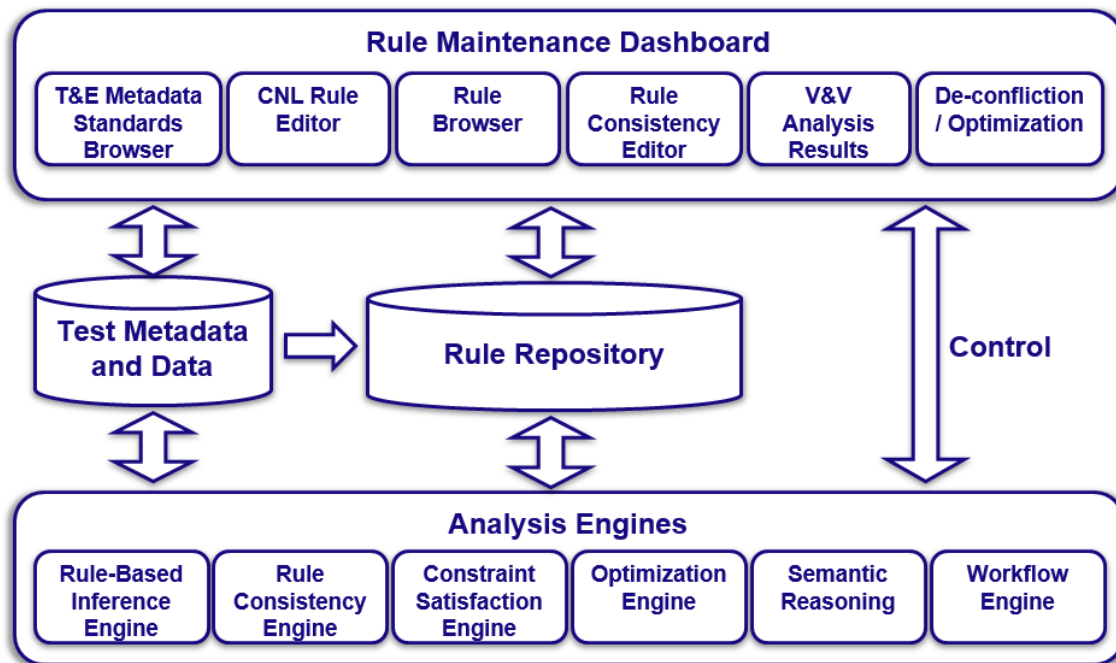 Rule Maintenance Dashboard
T&E Metadata
Standards
Browser
CNL Rule
Editor
Rule
Browser
Rule
Consistency
Editor
V&V
Analysis
Results
De-confliction
/ Optimization
Test Metadata
and Data
Rule Repository
Control
Analysis Engines
Rule-Based
Inference
Engine
Rule
Consistency
Engine
Constraint
Satisfaction
Engine
Optimization
Engine
Semantic
Reasoning
Workflow
Engine